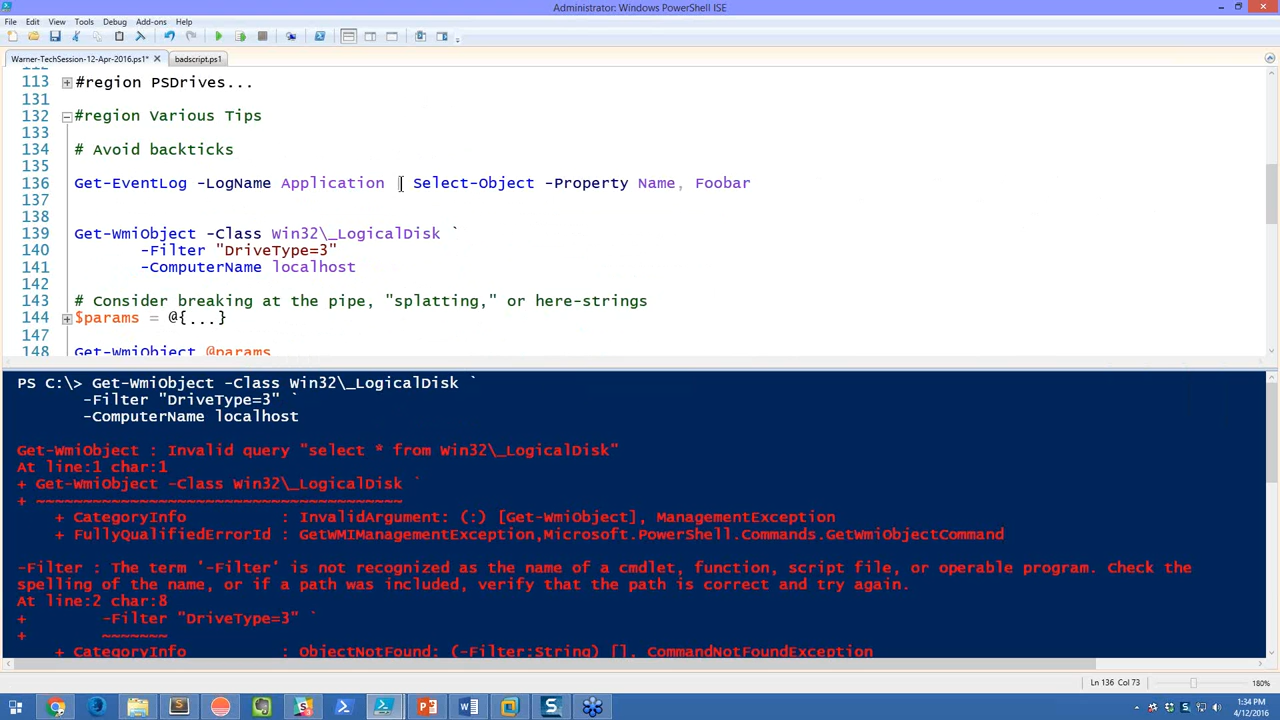 Administrator: Windows PowerShell ISE
File Edit View Tools Debug Add-ons Help
Warner-TechSession-12-Apr-2016.ps1* badscript.ps1
113 #region PSDrives...
131
132 #region Various Tips
133
134 # Avoid backticks
135
136 Get-EventLog -LogName Application | Select-Object -Property Name, Foobar
137
138
139 Get-WmiObject -Class Win32\_LogicalDisk `
140 -Filter "DriveType=3"
141 -ComputerName localhost
142
143 # Consider breaking at the pipe, "splatting," or here-strings
144 $params = @{...}
147
148 Get-WmiObject @params
PS C:\> Get-WmiObject -Class Win32\_LogicalDisk `
-Filter "DriveType=3" `
-ComputerName localhost
Get-WmiObject : Invalid query "select * from Win32\_LogicalDisk"
At line:1 char:1
+ Get-WmiObject -Class Win32\_LogicalDisk `
+ ~~~~~~~~~~~~~~~~~~~~~~~~~~~~~~~~~~~~~~~
+ CategoryInfo : InvalidArgument: (:) [Get-WmiObject], ManagementException
+ FullyQualifiedErrorId : GetWMIManagementException,Microsoft.PowerShell.Commands.GetWmiObjectCommand
-Filter : The term '-Filter' is not recognized as the name of a cmdlet, function, script file, or operable program. Check the
spelling of the name, or if a path was included, verify that the path is correct and try again.
At line:2 char:8
+ -Filter "DriveType=3" `
+ ~~~~~~~
+ CategoryInfo : ObjectNotFound: (-Filter:String) [], CommandNotFoundException
Ln 136 Col 73 180%
1:34 PM
4/12/2016